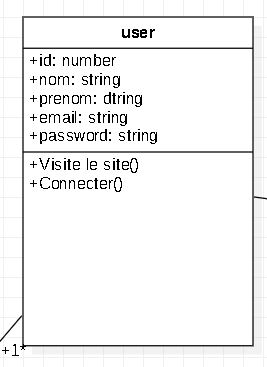 user
+id: number
+nom: string
+prenom: dtring
+email: string
+password: string
+Visite le site()
+Connecter()
+1*